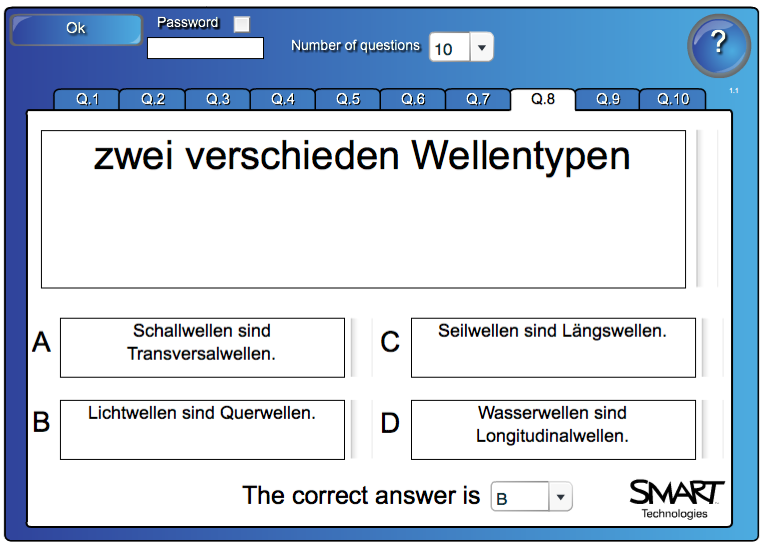 Ok
Password
Number of questions
10
?
1.1
Q.1
Q.2
Q.3
Q.4
Q.5
Q.6
Q.7
Q.8
Q.9
Q.10
zwei verschieden Wellentypen
A
Schallwellen sind
Transversalwellen.
C
Seilwellen sind Längswellen.
B
Lichtwellen sind Querwellen.
D
Wasserwellen sind
Longitudinalwellen.
The correct answer is
B
SMART
Technologies